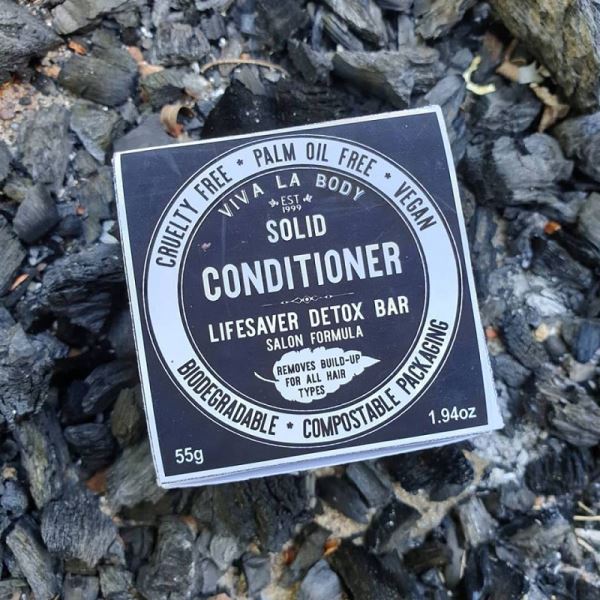 CRUELTY FREE * PALM OIL FREE * VEGAN
VIVA LA BODY
EST
1999
SOLID
CONDITIONER
LIFESAVER DETOX BAR
SALON FORMULA
REMOVES BUILD-UP
FOR ALL HAIR
TYPES
BIODEGRADABLE * COMPOSTABLE PACKAGING
55g
1.94oz